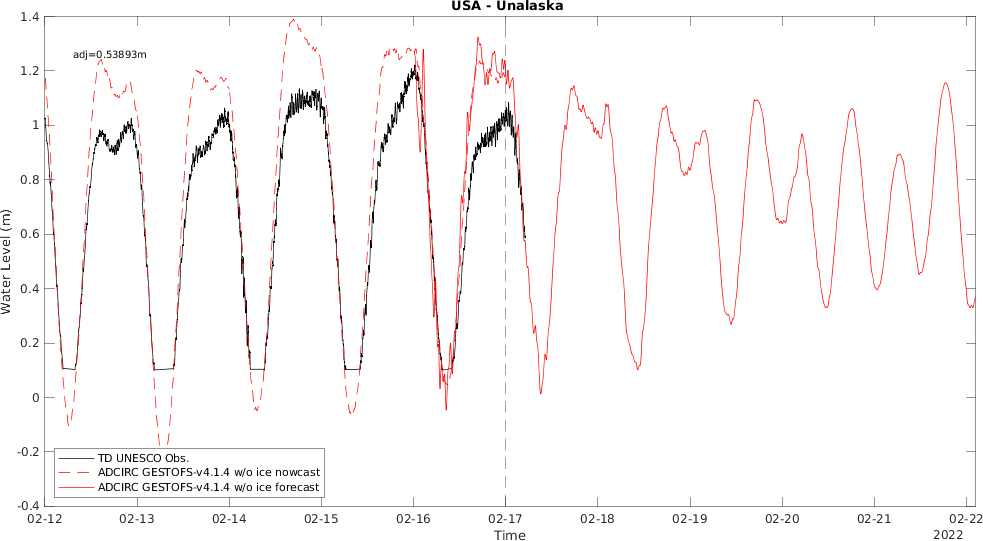 USA - Unalaska
1.4
adj=0.53893m
1.2
1
0.8
0.6
0.4
0.2
0
-0.2
-0.4
Water Level (m)
TD UNESCO Obs.
ADCIRC GESTOFS-v4.1.4 w/o ice nowcast
ADCIRC GESTOFS-v4.1.4 w/o ice forecast
02-12 02-13 02-14 02-15 02-16 02-17 02-18 02-19 02-20 02-21 02-22
Time 2022